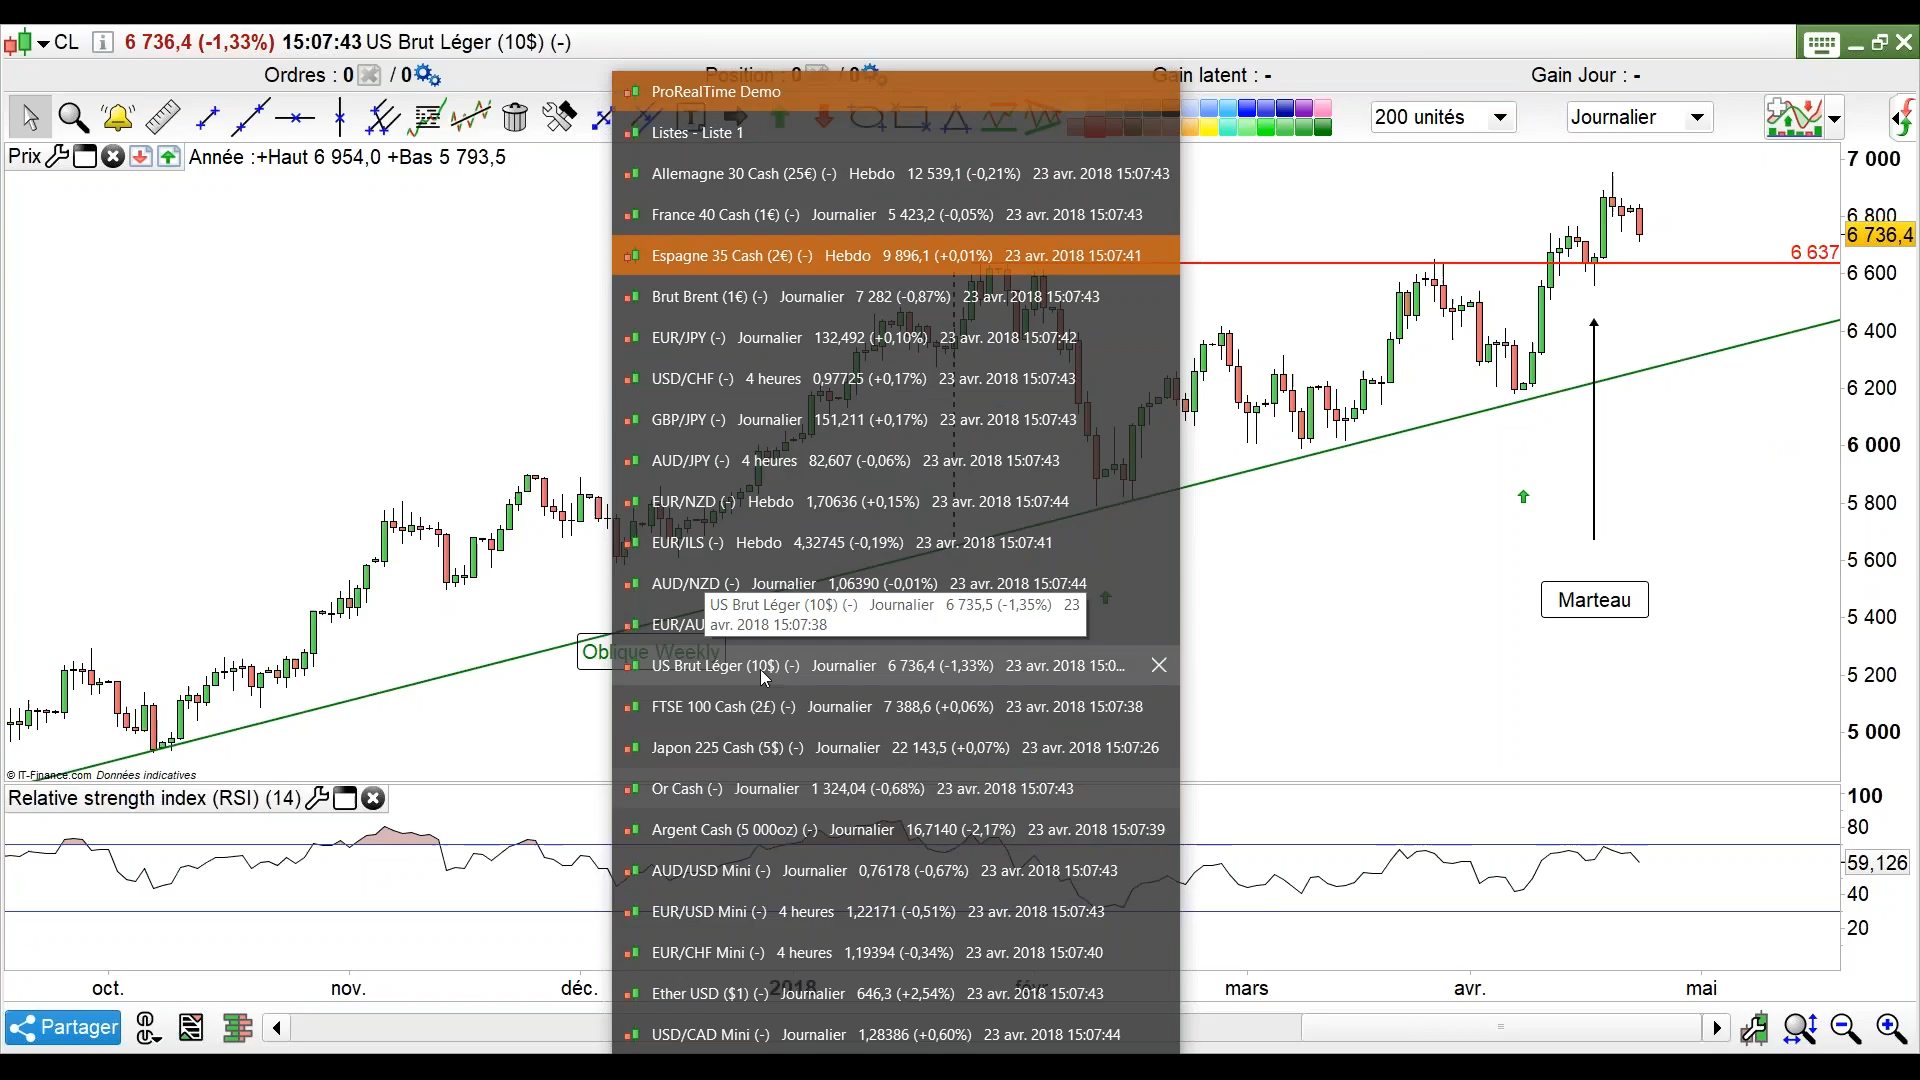 CL 6 736,4 (-1,33%) 15:07:43 US Brut Léger (10$) (-)
Ordres : 0 / 0 Position : 0 / 0 Gain latent : - Gain Jour : -
200 unités Journalier
Prix Année :+Haut 6 954,0 +Bas 5 793,5
ProRealTime Demo
Listes - Liste 1
Allemagne 30 Cash (25€) (-) Hebdo 12 539,1 (-0,21%) 23 avr. 2018 15:07:43
France 40 Cash (1€) (-) Journalier 5 423,2 (-0,05%) 23 avr. 2018 15:07:43
Espagne 35 Cash (2€) (-) Hebdo 9 896,1 (+0,01%) 23 avr. 2018 15:07:41
Brut Brent (1€) (-) Journalier 7 282 (-0,87%) 23 avr. 2018 15:07:43
EUR/JPY (-) Journalier 132,492 (+0,10%) 23 avr. 2018 15:07:42
USD/CHF (-) 4 heures 0,97725 (+0,17%) 23 avr. 2018 15:07:43
GBP/JPY (-) Journalier 151,211 (+0,17%) 23 avr. 2018 15:07:43
AUD/JPY (-) 4 heures 82,607 (-0,06%) 23 avr. 2018 15:07:43
EUR/NZD (-) Hebdo 1,70636 (+0,15%) 23 avr. 2018 15:07:44
EUR/ILS (-) Hebdo 4,32745 (-0,19%) 23 avr. 2018 15:07:41
AUD/NZD (-) Journalier 1,06390 (-0,01%) 23 avr. 2018 15:07:44
EUR/AU
US Brut Léger (10$) (-) Journalier 6 735,5 (-1,35%) 23
avr. 2018 15:07:38
Oblique Weekly
US Brut Léger (10$) (-) Journalier 6 736,4 (-1,33%) 23 avr. 2018 15:0...
FTSE 100 Cash (2£) (-) Journalier 7 388,6 (+0,06%) 23 avr. 2018 15:07:38
Japon 225 Cash (5$) (-) Journalier 22 143,5 (+0,07%) 23 avr. 2018 15:07:26
Or Cash (-) Journalier 1 324,04 (-0,68%) 23 avr. 2018 15:07:43
Argent Cash (5 000oz) (-) Journalier 16,7140 (-2,17%) 23 avr. 2018 15:07:39
AUD/USD Mini (-) Journalier 0,76178 (-0,67%) 23 avr. 2018 15:07:43
EUR/USD Mini (-) 4 heures 1,22171 (-0,51%) 23 avr. 2018 15:07:43
EUR/CHF Mini (-) 4 heures 1,19394 (-0,34%) 23 avr. 2018 15:07:40
Ether USD ($1) (-) Journalier 646,3 (+2,54%) 23 avr. 2018 15:07:43
USD/CAD Mini (-) Journalier 1,28386 (+0,60%) 23 avr. 2018 15:07:44
Marteau
7 000
6 800
6 736,4
6 637
6 600
6 400
6 200
6 000
5 800
5 600
5 400
5 200
5 000
© IT-Finance.com Données indicatives
Relative strength index (RSI) (14)
100
80
59,126
40
20
oct. nov. déc. 2018 févr. mars avr. mai
Partager